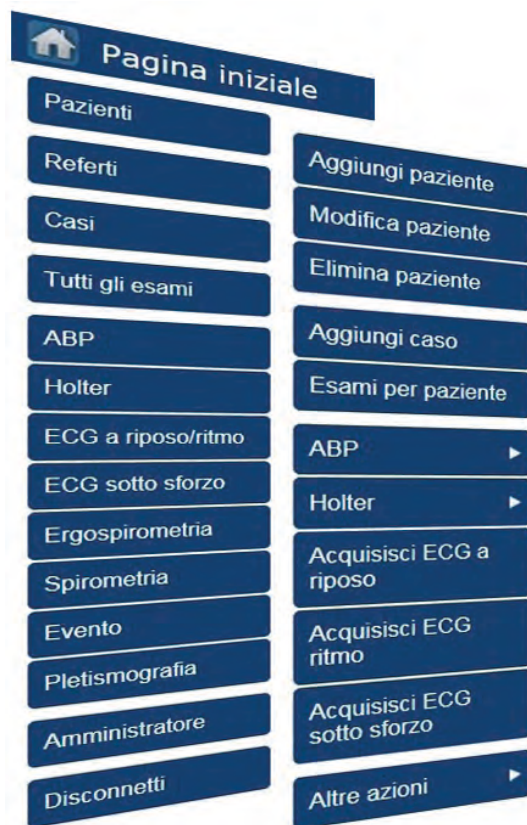 Pagina iniziale
Pazienti
Referti
Casi
Tutti gli esami
ABP
Holter
ECG a riposo/ritmo
ECG sotto sforzo
Ergospirometria
Spirometria
Evento
Pletismografia
Amministratore
Disconnetti
Aggiungi paziente
Modifica paziente
Elimina paziente
Aggiungi caso
Esami per paziente
ABP
Holter
Acquisisci ECG a
riposo
Acquisisci ECG
ritmo
Acquisisci ECG
sotto sforzo
Altre azioni